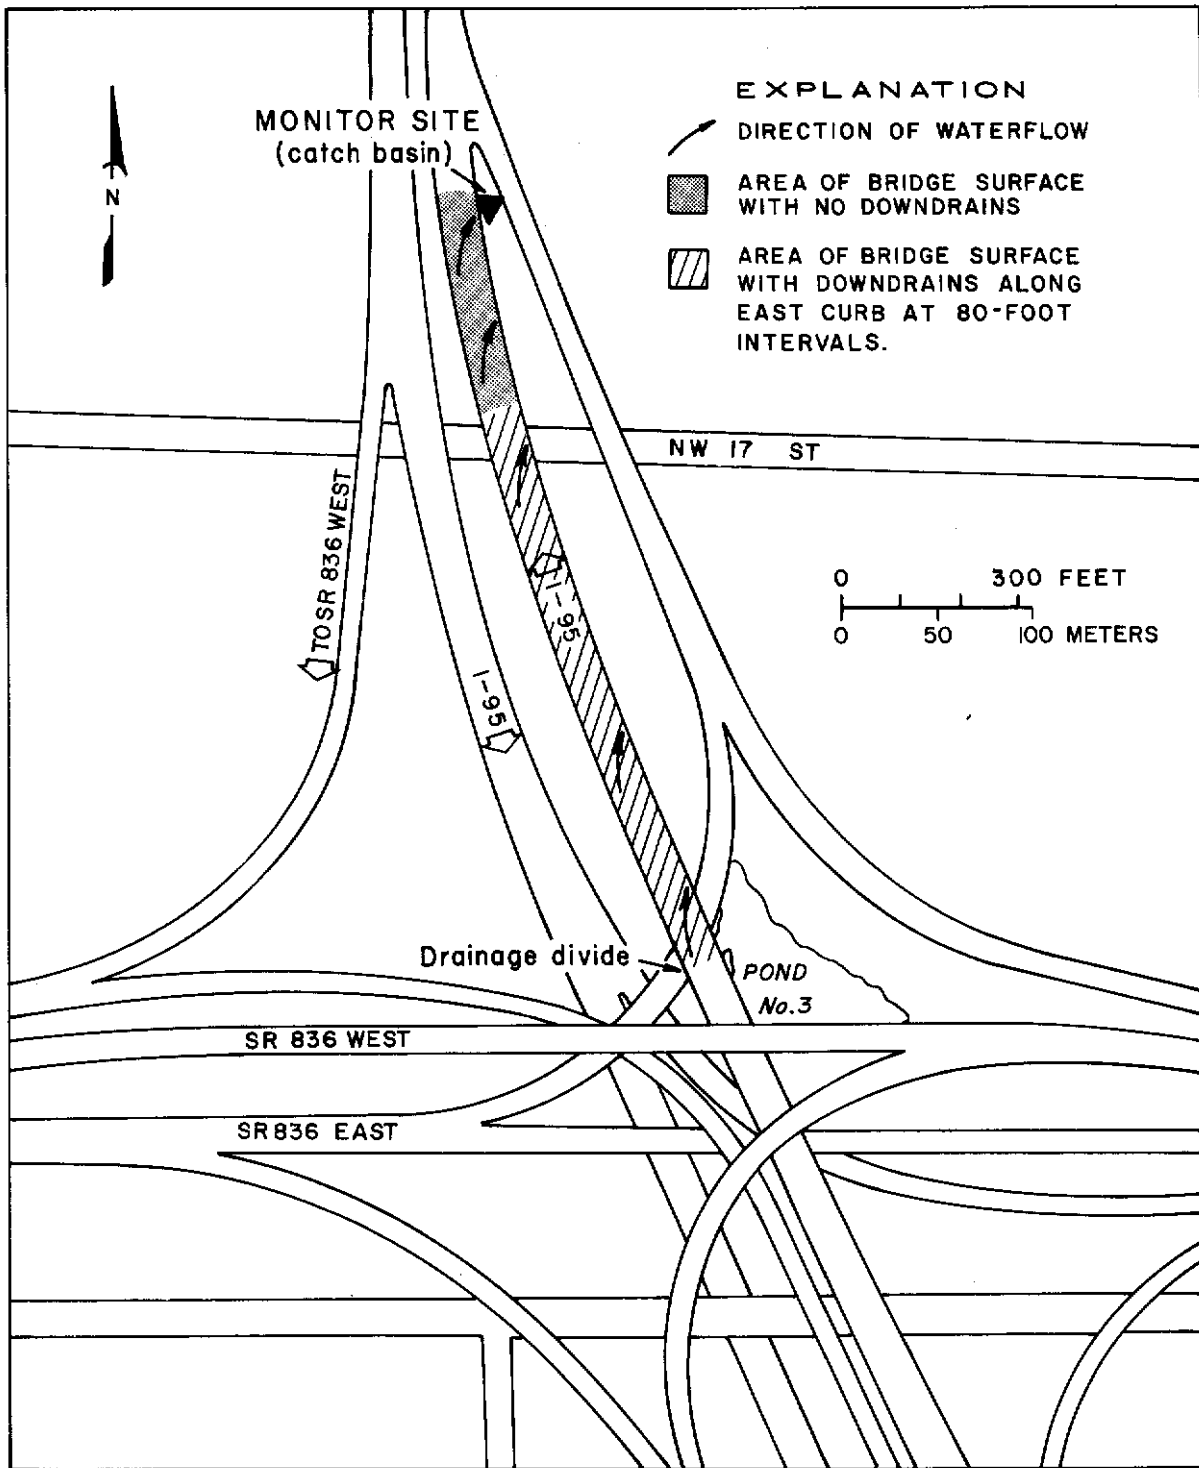 EXPLANATION
DIRECTION OF WATERFLOW
AREA OF BRIDGE SURFACE
WITH NO DOWNDRAINS
AREA OF BRIDGE SURFACE
WITH DOWNDRAINS ALONG
EAST CURB AT 80-FOOT
INTERVALS.
MONITOR SITE
(catch basin)
N
NW 17 ST
TO SR 836 WEST
0 300 FEET
0 50 100 METERS
I-95
I-95
Drainage divide
POND
No.3
SR 836 WEST
SR 836 EAST